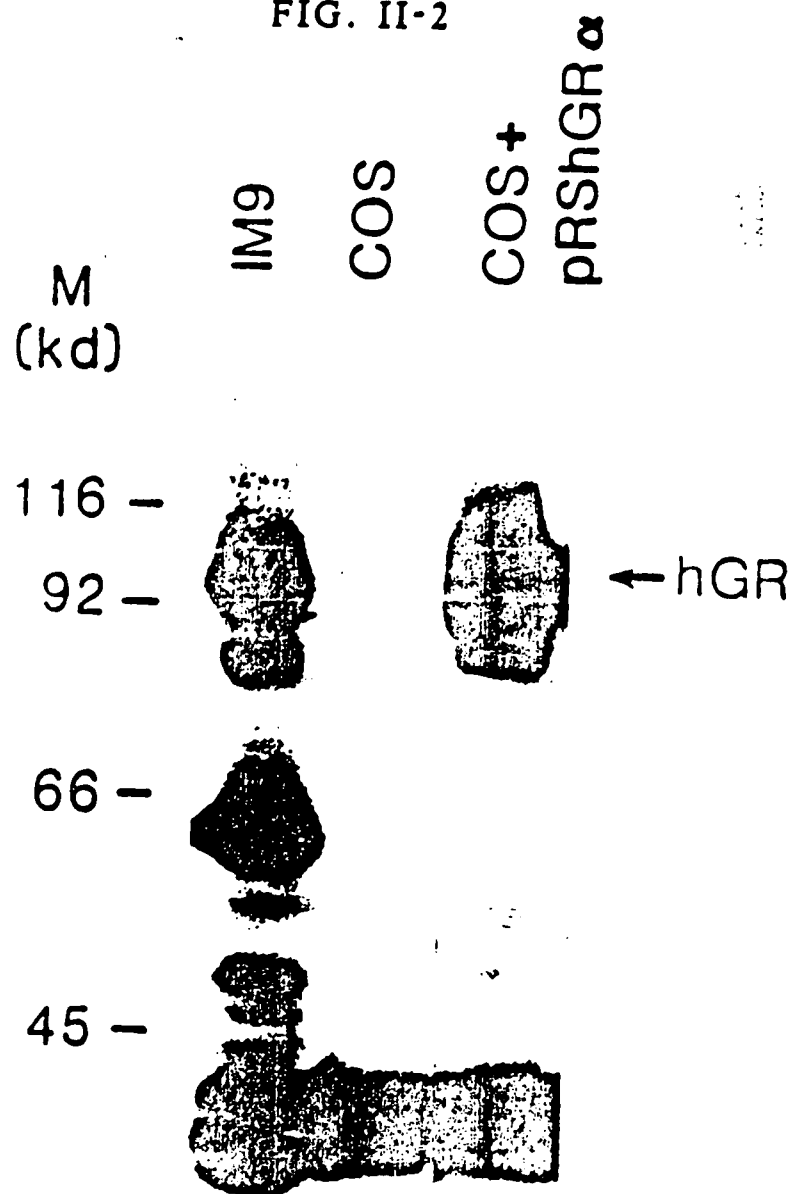 FIG. II-2
IM9
COS
COS +
pRShGRα
M
(kd)
116 –
92 –
← hGR
66 –
45 –